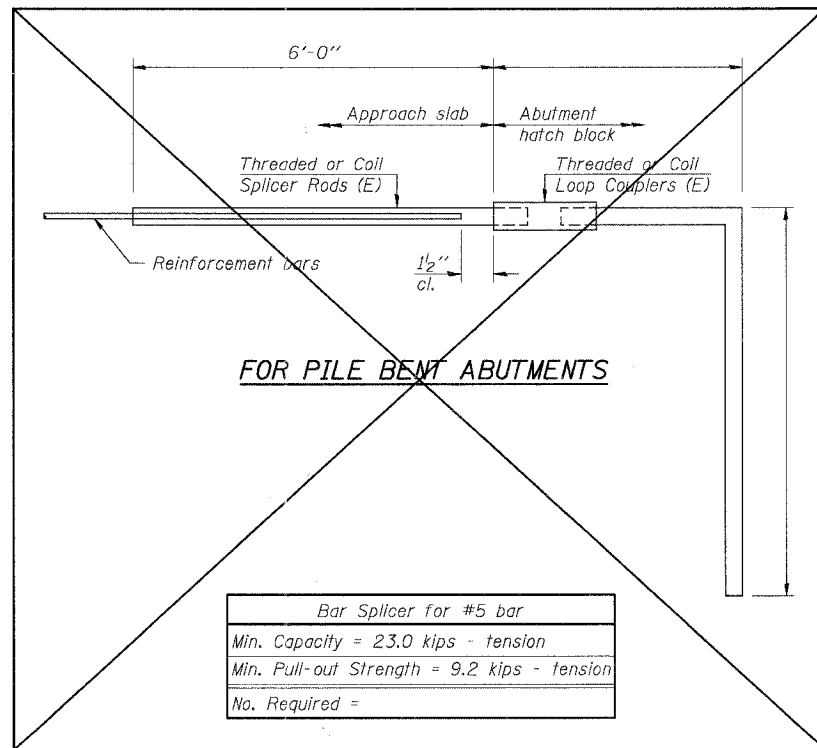 6'-0"
Approach slab
Abutment
hatch block
Threaded or Coil
Splicer Rods (E)
Threaded or Coil
Loop Couplers (E)
Reinforcement bars
1½"
cl.
FOR PILE BENT ABUTMENTS
Bar Splicer for #5 bar
Min. Capacity = 23.0 kips - tension
Min. Pull-out Strength = 9.2 kips - tension
No. Required =